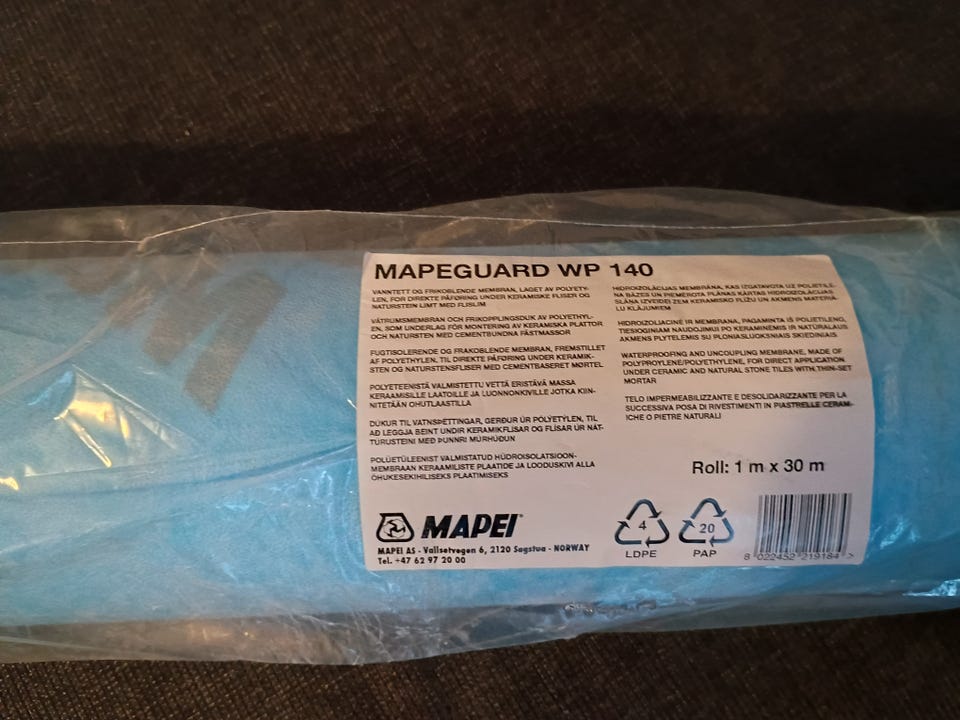 MAPEGUARD WP 140
VANNTETT OG FRIKOBLENDE MEMBRAN, LAGET AV POLYETY-
LEN, FOR DIREKTE PÅFØRING UNDER KERAMISKE FLISER OG
NATURSTEIN LIMT MED FLISLIM
VÄTRUMSMEMBRAN OCH FRIKOPPLINGSDUK AV POLYETHYL-
EN, SOM UNDERLAG FÖR MONTERING AV KERAMISKA PLATTOR
OCH NATURSTEN MED CEMENTBUNDNA FÄSTMASSOR
FUGTISOLERENDE OG FRAKOBLENDE MEMBRAN, FREMSTILLET
AF POLYETHYLEN, TIL DIREKTE PÅFØRING UNDER KERAMIK-
STEN OG NATURSTENSFLISER MED CEMENTBASERET MØRTEL
POLYETEENISTÄ VALMISTETTU VETTÄ ERISTÄVÄ MASSA
KERAAMISILLE LAATOILLE JA LUONNONKIVILLE JOTKA KIIN-
NITETÄÄN OHUTLAASTILLA
DÚKUR TIL VATNSÞÉTTINGAR, GERÐUR ÚR PÓLÝETÝLEN, TIL
AÐ LEGGJA BEINT UNDIR KERAMIKFLÍSAR OG FLÍSAR ÚR NÁT-
TÚRUSTEINI MEÐ ÞUNNRI MÚRHÚÐUN
POLÜETÜLEENIST VALMISTATUD HÜDROISOLATSIOON-
MEMBRAAN KERAAMILISTE PLAATIDE JA LOODUSKIVI ALLA
ÕHUKESEKIHILISEKS PLAATIMISEKS
HIDROIZOLĀCIJAS MEMBRĀNA, KAS IZGATAVOTA UZ POLIETILĒ-
NA BĀZES UN PIEMĒROTA PLĀNAS KĀRTAS HIDROIZOLĀCIJAS
SLĀŅA IZVEIDEI ZEM KERAMISKO FLĪŽU UN AKMENS MATERIĀ-
LU KLĀJUMIEM
HIDROIZOLIACINĖ IR MEMBRANA, PAGAMINTA IŠ POLIETILENO,
TIESIOGINIAM NAUDOJIMUI PO KERAMINĖMIS IR NATŪRALAUS
AKMENS PLYTELĖMIS SU PLONIASLUOKSNIAIS SKIEDINIAIS
WATERPROOFING AND UNCOUPLING MEMBRANE, MADE OF
POLYPROPYLENE/POLYETHYLENE, FOR DIRECT APPLICATION
UNDER CERAMIC AND NATURAL STONE TILES WITH THIN-SET
MORTAR
TELO IMPERMEABILIZZANTE E DESOLIDARIZZANTE PER LA
SUCCESSIVA POSA DI RIVESTIMENTI IN PIASTRELLE CERAM-
ICHE O PIETRE NATURALI
Roll: 1 m x 30 m
MAPEI®
MAPEI AS - Vallsetvegen 6, 2120 Sagstua - NORWAY
Tel. +47 62 97 20 00
4
LDPE
20
PAP
8 022452 219184 >